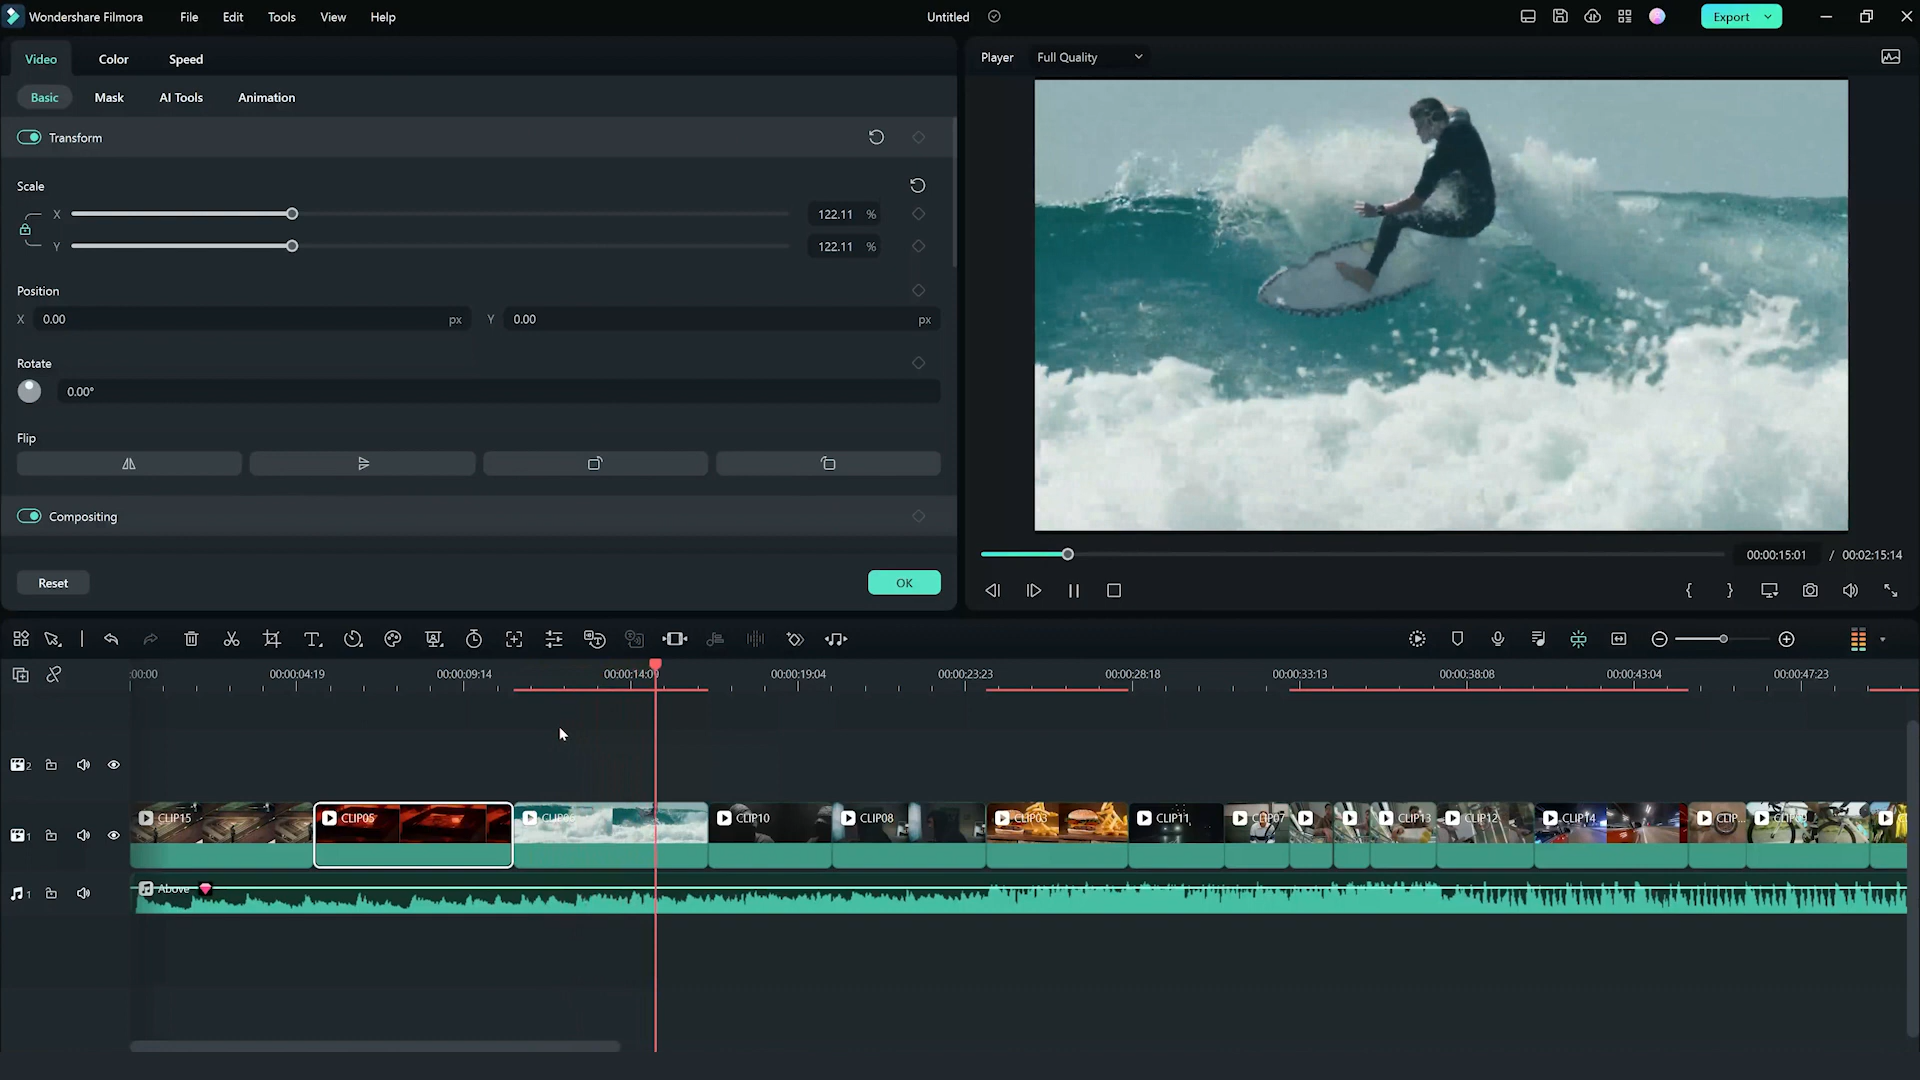 Wondershare Filmora File Edit Tools View Help Untitled Export
Video Color Speed
Player Full Quality
Basic Mask AI Tools Animation
Transform
Scale
X 122.11 %
Y 122.11 %
Position
X 0.00 px Y 0.00 px
Rotate
0.00°
Flip
Compositing
00:00:15:01 / 00:02:15:14
Reset OK
:00:00 00:00:04:19 00:00:09:14 00:00:14:09 00:00:19:04 00:00:23:23 00:00:28:18 00:00:33:13 00:00:38:08 00:00:43:04 00:00:47:23
2
1 CLIP15 CLIP05 CLIP10 CLIP08 CLIP03 CLIP11 CLIP13 CLIP12 CLIP14 CLIP...
1 Above